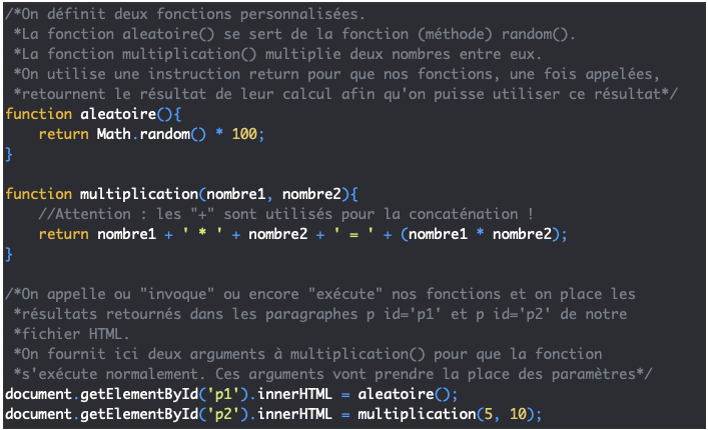 /*On définit deux fonctions personnalisées.
 *La fonction aleatoire() se sert de la fonction (méthode) random().
 *La fonction multiplication() multiplie deux nombres entre eux.
 *On utilise une instruction return pour que nos fonctions, une fois appelées,
 *retournent le résultat de leur calcul afin qu'on puisse utiliser ce résultat*/
function aleatoire(){
    return Math.random() * 100;
}

function multiplication(nombre1, nombre2){
    //Attention : les "+" sont utilisés pour la concaténation !
    return nombre1 + ' * ' + nombre2 + ' = ' + (nombre1 * nombre2);
}

/*On appelle ou "invoque" ou encore "exécute" nos fonctions et on place les
 *résultats retournés dans les paragraphes p id='p1' et p id='p2' de notre
 *fichier HTML.
 *On fournit ici deux arguments à multiplication() pour que la fonction
 *s'exécute normalement. Ces arguments vont prendre la place des paramètres*/
document.getElementById('p1').innerHTML = aleatoire();
document.getElementById('p2').innerHTML = multiplication(5, 10);